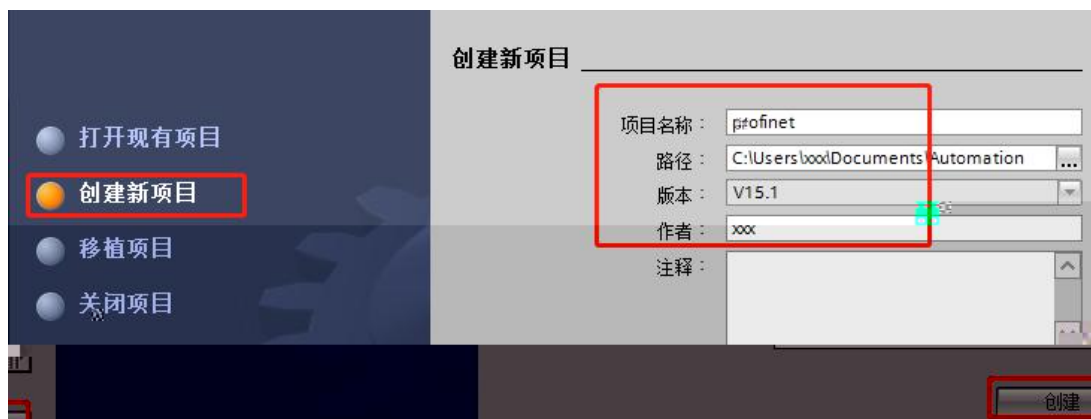 创建新项目
打开现有项目
创建新项目
移植项目
关闭项目
项目名称： profinet
路径： C:\Users\xxx\Documents\Automation ...
版本： V15.1
作者： xxx
注释：
创建